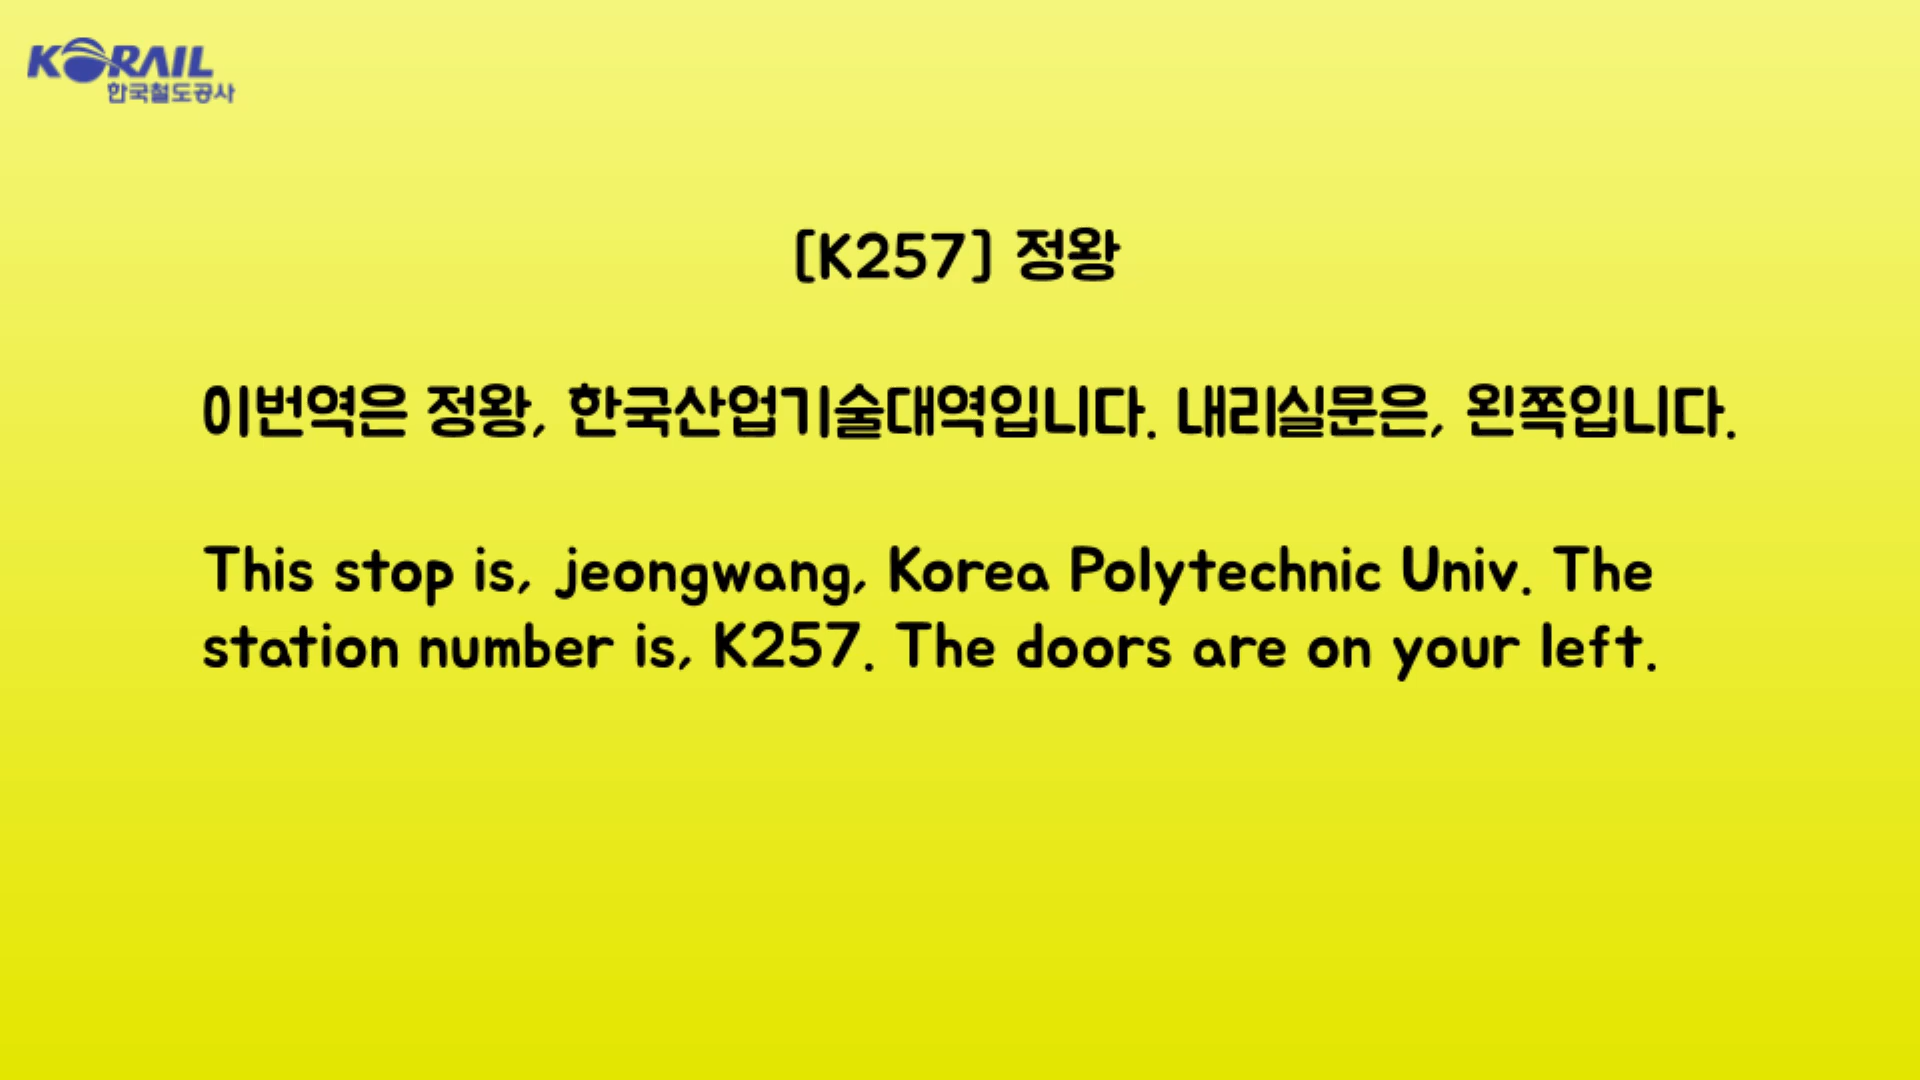 KORAIL
한국철도공사
[K257] 정왕
이번역은 정왕, 한국산업기술대역입니다. 내리실문은, 왼쪽입니다.
This stop is, jeongwang, Korea Polytechnic Univ. The
station number is, K257. The doors are on your left.